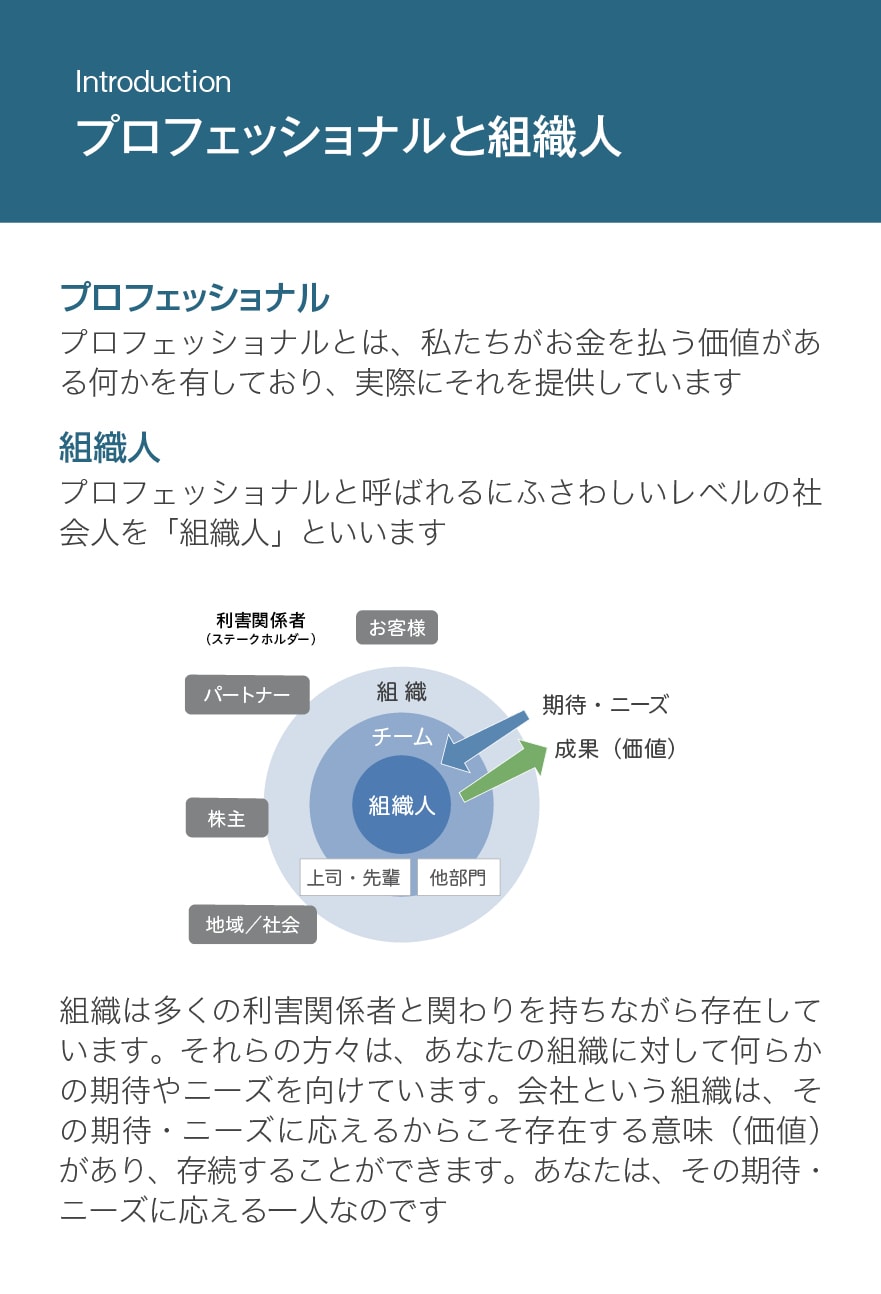 Introduction
プロフェッショナルと組織人
プロフェッショナル
プロフェッショナルとは、私たちがお金を払う価値があ
る何かを有しており、実際にそれを提供しています
組織人
プロフェッショナルと呼ばれるにふさわしいレベルの社
会人を「組織人」といいます
利害関係者
（ステークホルダー）
お客様
パートナー
組 織
期待・ニーズ
チーム
成果（価値）
組織人
株主
上司・先輩
他部門
地域／社会
組織は多くの利害関係者と関わりを持ちながら存在して
います。それらの方々は、あなたの組織に対して何らか
の期待やニーズを向けています。会社という組織は、そ
の期待・ニーズに応えるからこそ存在する意味（価値）
があり、存続することができます。あなたは、その期待・
ニーズに応える一人なのです